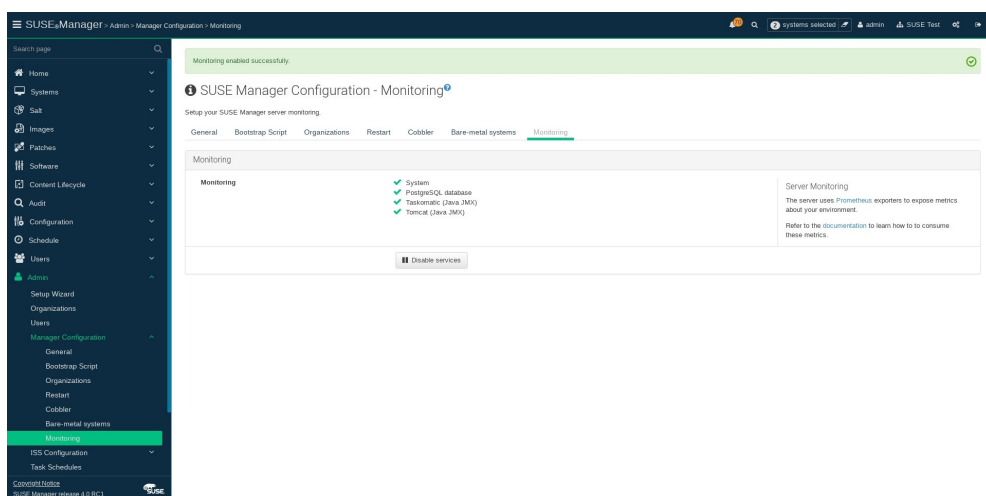 SUSE Manager > Admin > Manager Configuration > Monitoring
70
2 systems selected
admin
SUSE Test
Search page
Home
Systems
Salt
Images
Patches
Software
Content Lifecycle
Audit
Configuration
Schedule
Users
Admin
Setup Wizard
Organizations
Users
Manager Configuration
General
Bootstrap Script
Organizations
Restart
Cobbler
Bare-metal systems
Monitoring
ISS Configuration
Task Schedules
Copyright Notice
SUSE Manager release 4.0 RC1
SUSE
Monitoring enabled successfully.
SUSE Manager Configuration - Monitoring
Setup your SUSE Manager server monitoring.
General Bootstrap Script Organizations Restart Cobbler Bare-metal systems Monitoring
Monitoring
Monitoring
System
PostgreSQL database
Taskomatic (Java JMX)
Tomcat (Java JMX)
Disable services
Server Monitoring
The server uses Prometheus exporters to expose metrics
about your environment.
Refer to the documentation to learn how to to consume
these metrics.